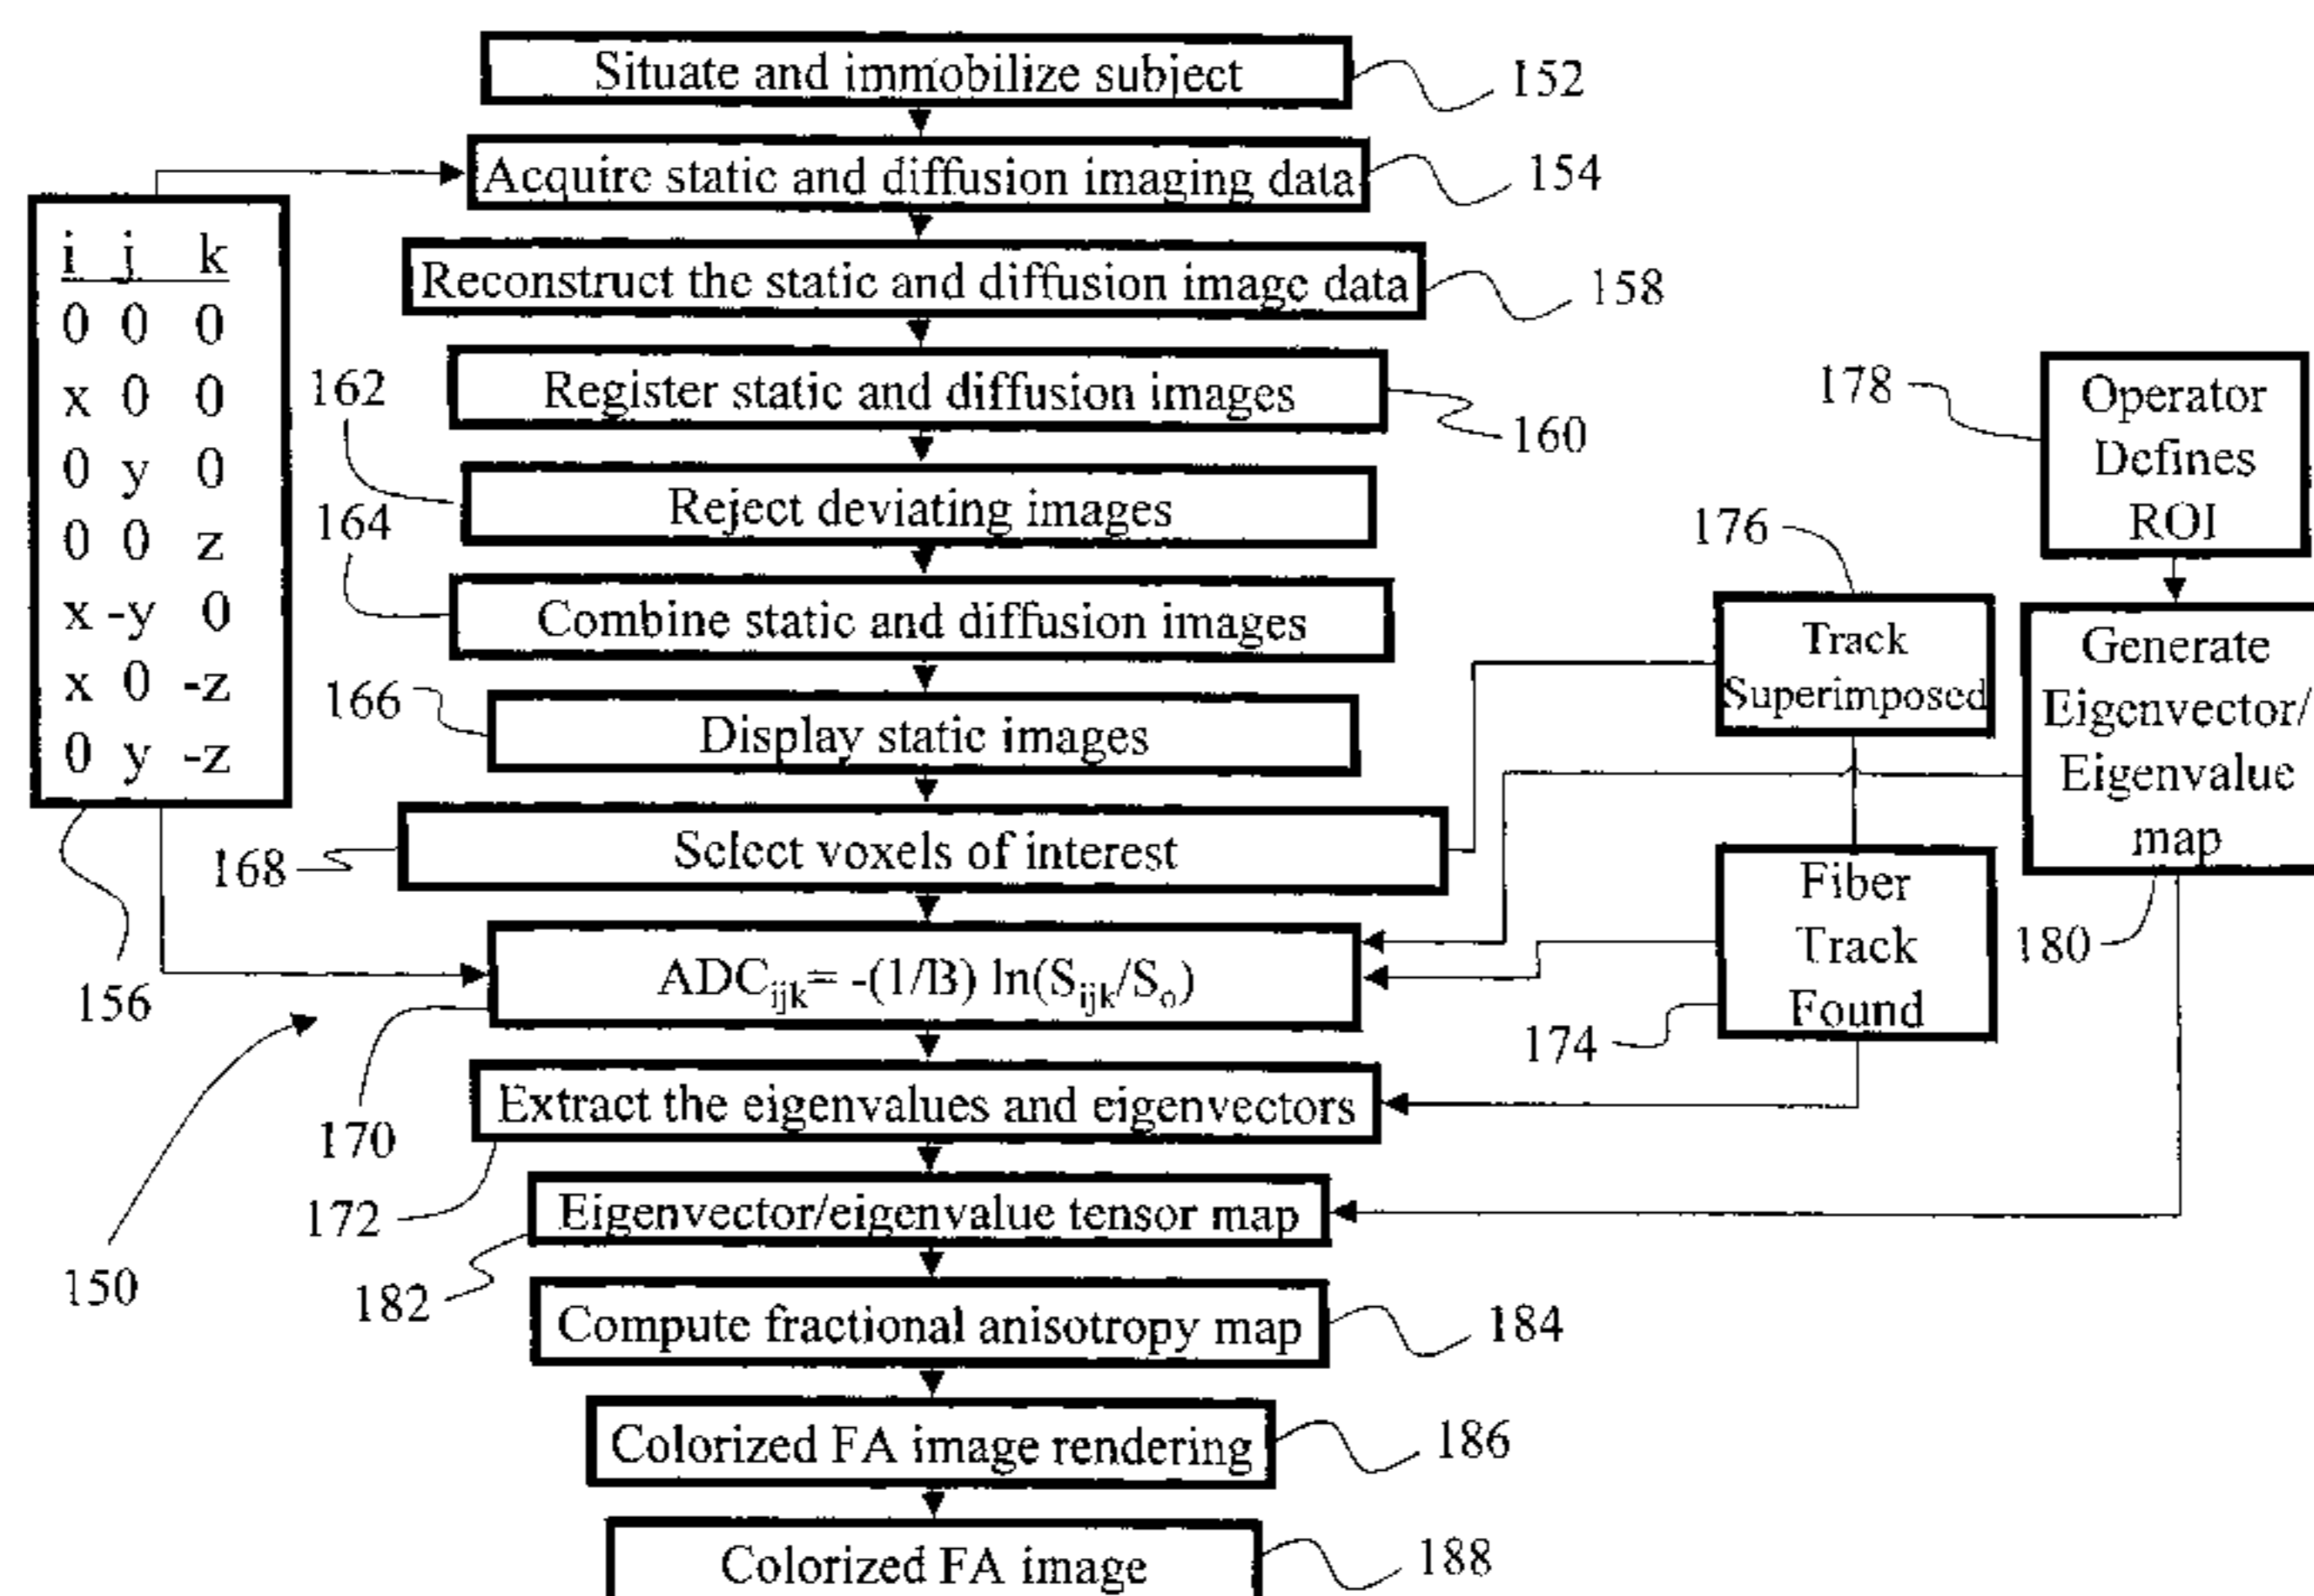 Situate and immobilize subject
152
Acquire static and diffusion imaging data
154
i j k
0 0 0
x 0 0
0 y 0
0 0 z
x -y 0
x 0 -z
0 y -z
156
Reconstruct the static and diffusion image data
158
Register static and diffusion images
160
162
Reject deviating images
164
Combine static and diffusion images
166
Display static images
168
Select voxels of interest
ADCijk= -(1/B) ln(Sijk/So)
170
150
Extract the eigenvalues and eigenvectors
172
Eigenvector/eigenvalue tensor map
182
Compute fractional anisotropy map
184
Colorized FA image rendering
186
Colorized FA image
188
176
Track
Superimposed
Fiber
Track
Found
174
178
Operator
Defines
ROI
Generate
Eigenvector/
Eigenvalue
map
180